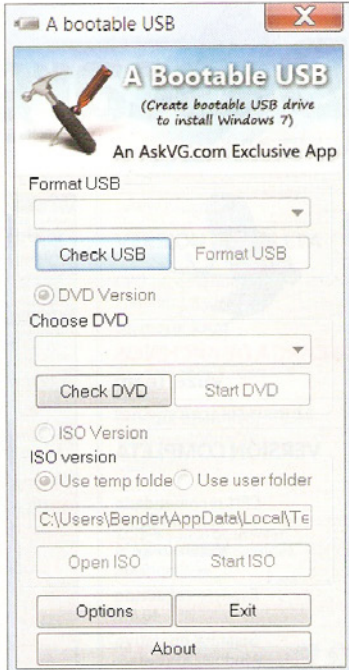 A bootable USB
A Bootable USB
(Create bootable USB drive
to install Windows 7)
An AskVG.com Exclusive App
Format USB
Check USB Format USB
DVD Version
Choose DVD
Check DVD Start DVD
ISO Version
ISO version
Use temp folde Use user folder
C:\Users\Bender\AppData\Local\Te
Open ISO Start ISO
Options Exit
About